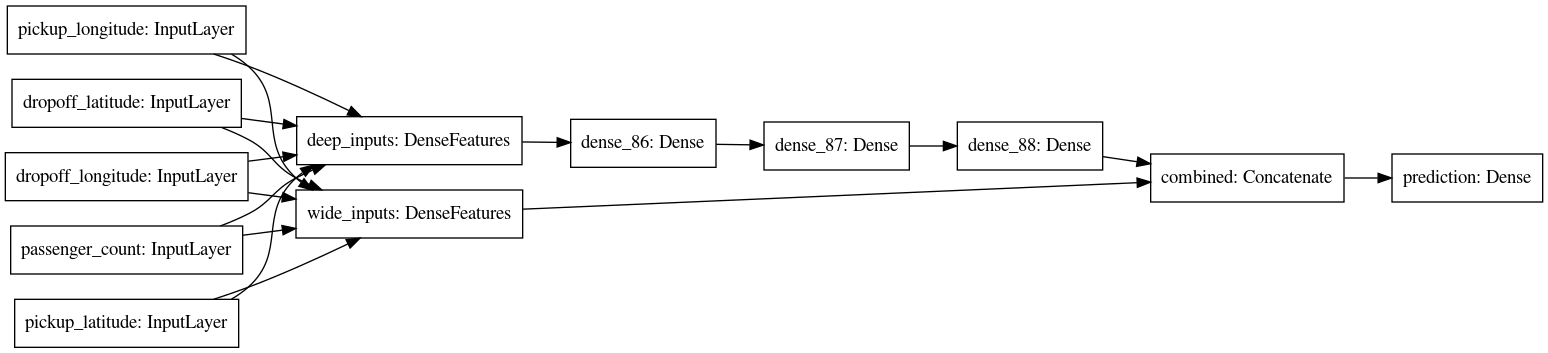 pickup_longitude: InputLayer
dropoff_latitude: InputLayer
dropoff_longitude: InputLayer
passenger_count: InputLayer
pickup_latitude: InputLayer
deep_inputs: DenseFeatures
wide_inputs: DenseFeatures
dense_86: Dense
dense_87: Dense
dense_88: Dense
combined: Concatenate
prediction: Dense